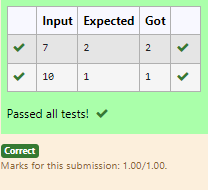 Input Expected Got
7 2 2
10 1 1
Passed all tests!
Correct
Marks for this submission: 1.00/1.00.